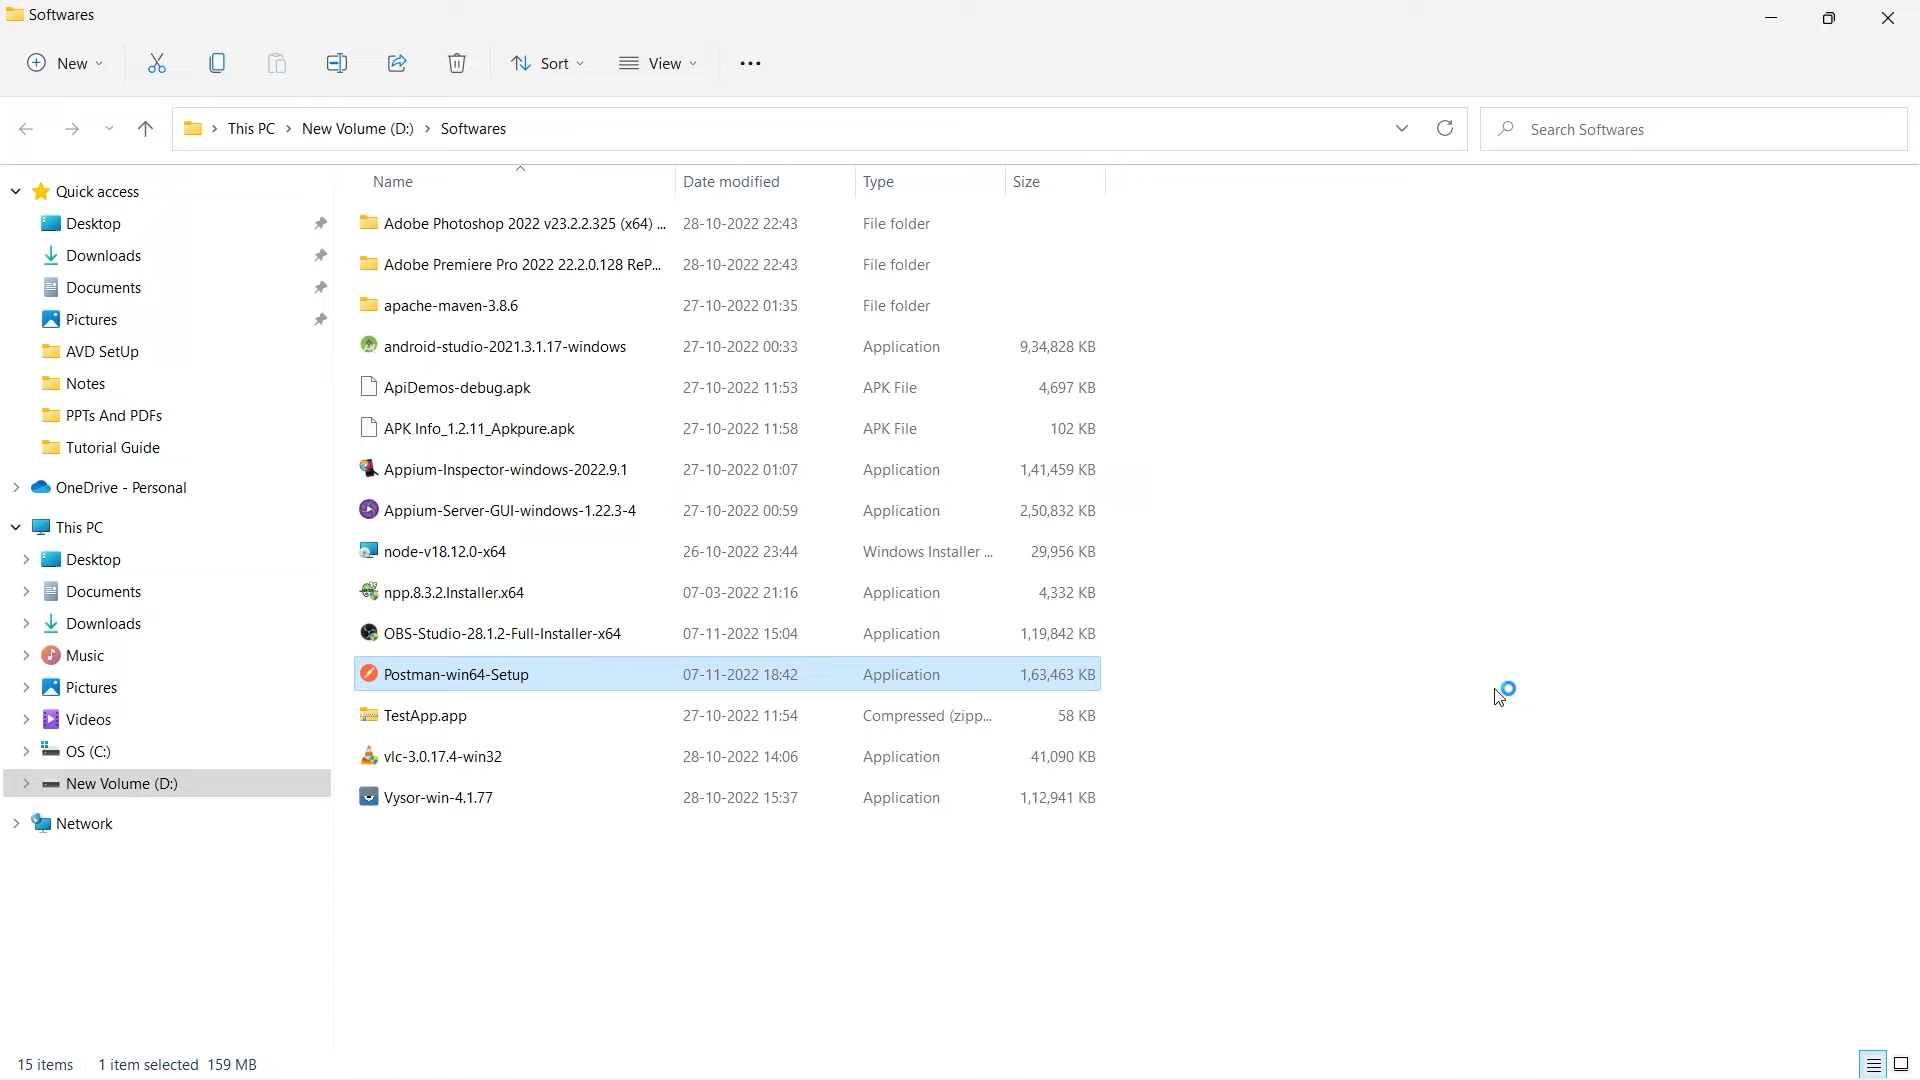 Softwares
New Sort View
This PC New Volume (D:) Softwares Search Softwares
Name Date modified Type Size
Quick access
Desktop
Downloads
Documents
Pictures
AVD SetUp
Notes
PPTs And PDFs
Tutorial Guide
OneDrive - Personal
This PC
Desktop
Documents
Downloads
Music
Pictures
Videos
OS (C:)
New Volume (D:)
Network
Adobe Photoshop 2022 v23.2.2.325 (x64) ... 28-10-2022 22:43 File folder
Adobe Premiere Pro 2022 22.2.0.128 ReP... 28-10-2022 22:43 File folder
apache-maven-3.8.6 27-10-2022 01:35 File folder
android-studio-2021.3.1.17-windows 27-10-2022 00:33 Application 9,34,828 KB
ApiDemos-debug.apk 27-10-2022 11:53 APK File 4,697 KB
APK Info_1.2.11_Apkpure.apk 27-10-2022 11:58 APK File 102 KB
Appium-Inspector-windows-2022.9.1 27-10-2022 01:07 Application 1,41,459 KB
Appium-Server-GUI-windows-1.22.3-4 27-10-2022 00:59 Application 2,50,832 KB
node-v18.12.0-x64 26-10-2022 23:44 Windows Installer ... 29,956 KB
npp.8.3.2.Installer.x64 07-03-2022 21:16 Application 4,332 KB
OBS-Studio-28.1.2-Full-Installer-x64 07-11-2022 15:04 Application 1,19,842 KB
Postman-win64-Setup 07-11-2022 18:42 Application 1,63,463 KB
TestApp.app 27-10-2022 11:54 Compressed (zipp... 58 KB
vlc-3.0.17.4-win32 28-10-2022 14:06 Application 41,090 KB
Vysor-win-4.1.77 28-10-2022 15:37 Application 1,12,941 KB
15 items 1 item selected 159 MB